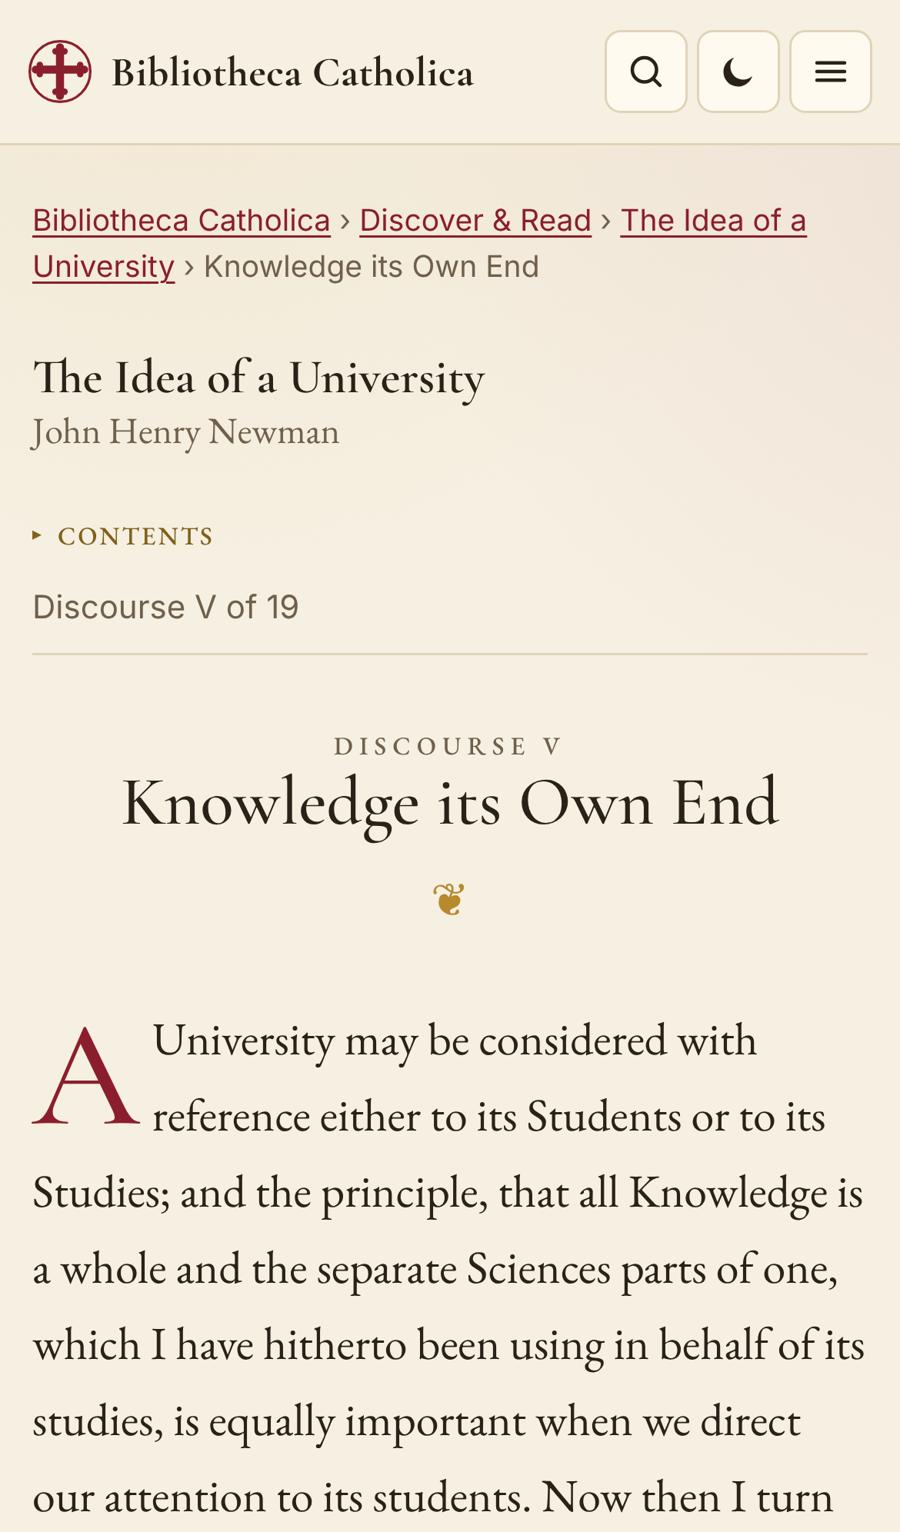 Bibliotheca Catholica
Bibliotheca Catholica › Discover & Read › The Idea of a
University › Knowledge its Own End
The Idea of a University
John Henry Newman
▸ CONTENTS
Discourse V of 19
DISCOURSE V
Knowledge its Own End
❦
A University may be considered with
reference either to its Students or to its
Studies; and the principle, that all Knowledge is
a whole and the separate Sciences parts of one,
which I have hitherto been using in behalf of its
studies, is equally important when we direct
our attention to its students. Now then I turn